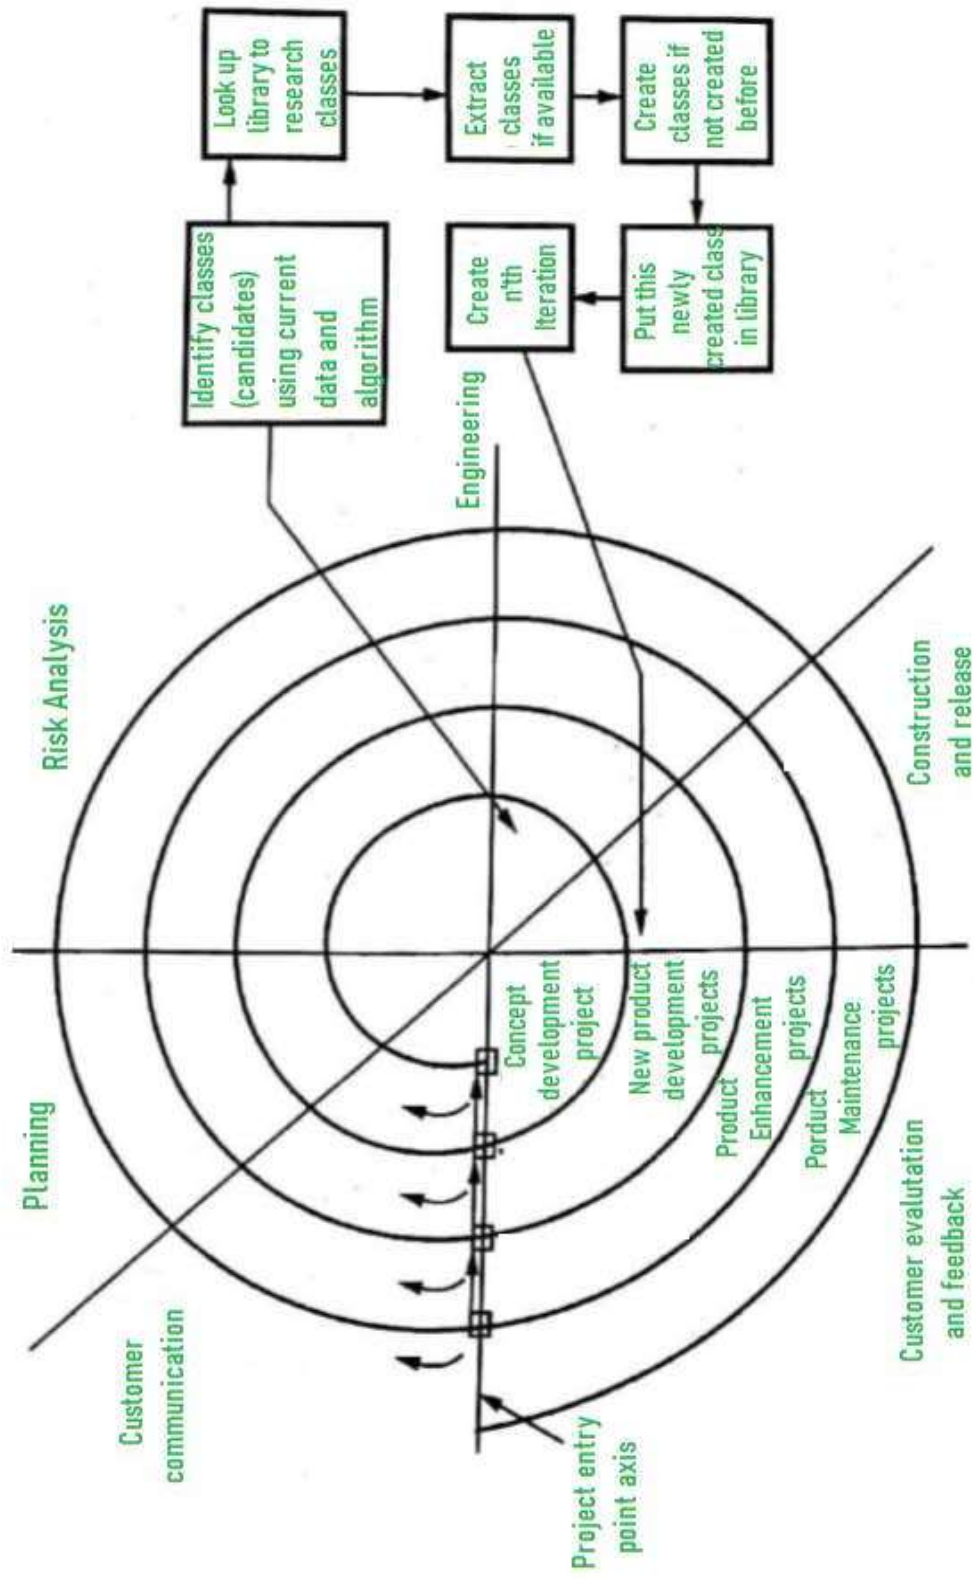 Planning
Risk Analysis
Customer
communication
Engineering
Project entry
point axis
Concept
development
project
New product
development
projects
Product
Enhancement
projects
Porduct
Maintenance
projects
Customer evalutation
and feedback
Construction
and release
Identify classes
(candidates)
using current
data and
algorithm
Look up
library to
research
classes
Extract
classes
if available
Create
classes if
not created
before
Put this
newly
created class
in library
Create
n'th
Iteration